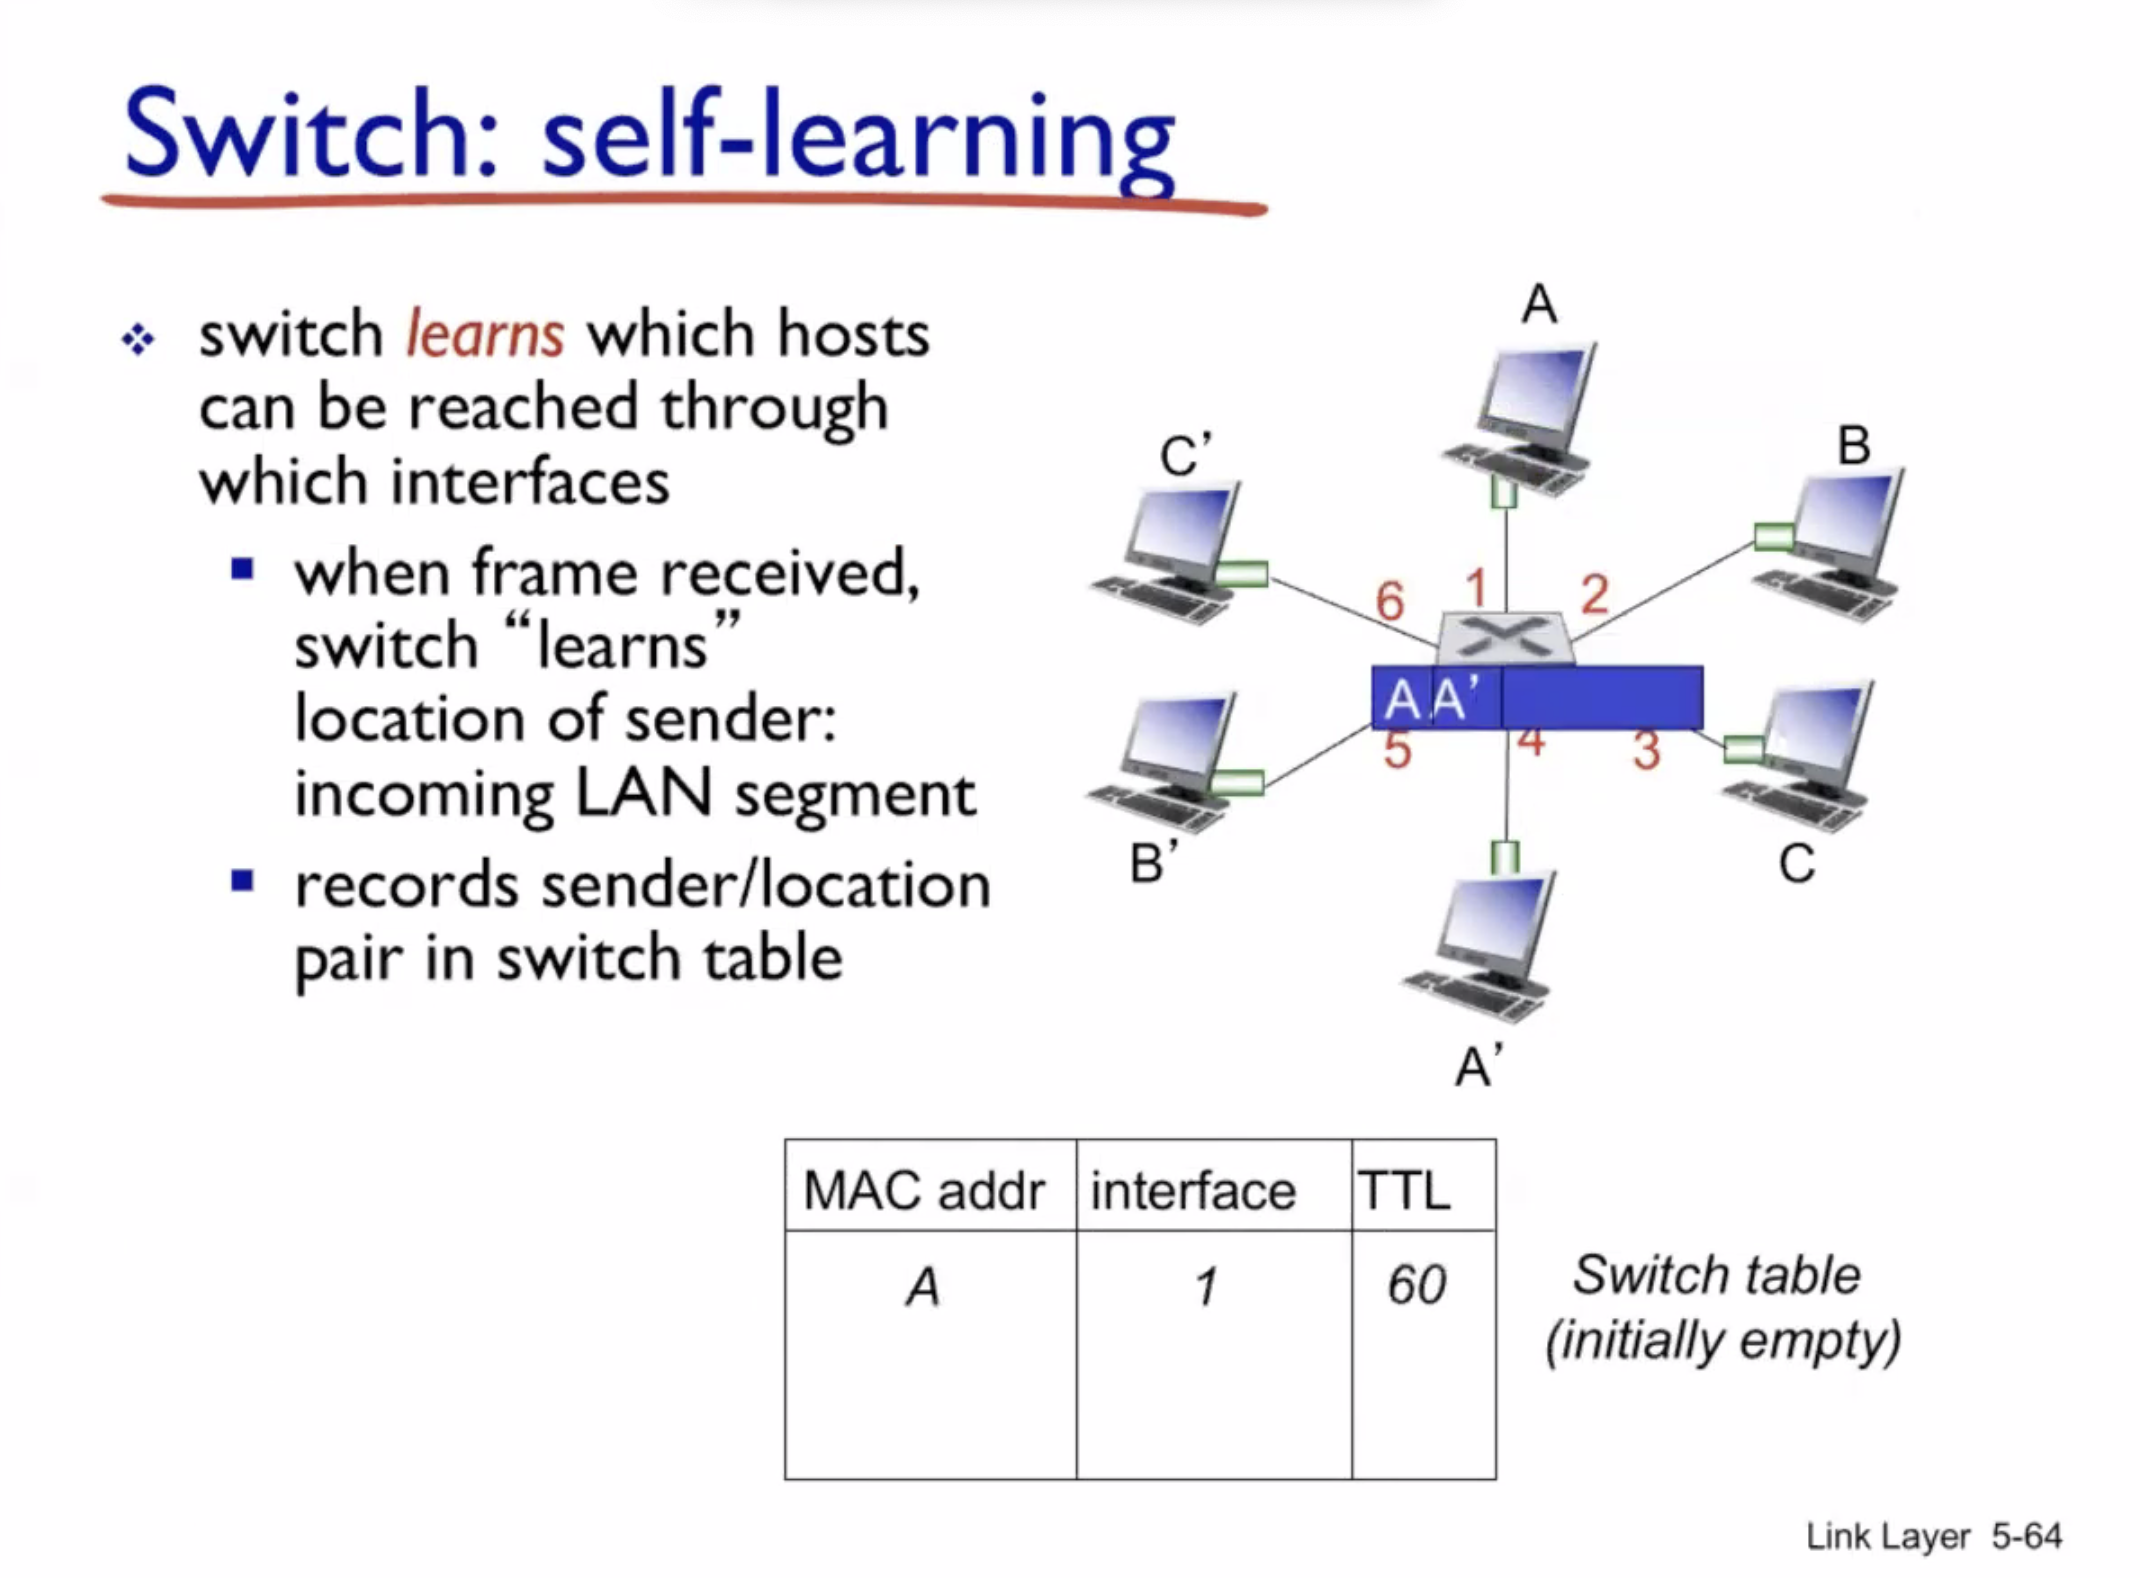 Switch: self-learning
switch learns which hosts
can be reached through
which interfaces
when frame received,
switch “learns”
location of sender:
incoming LAN segment
records sender/location
pair in switch table
A
C’
B
6
1
2
A A’
5
4
3
B’
C
A’
MAC addr interface TTL
A 1 60
Switch table
(initially empty)
Link Layer 5-64